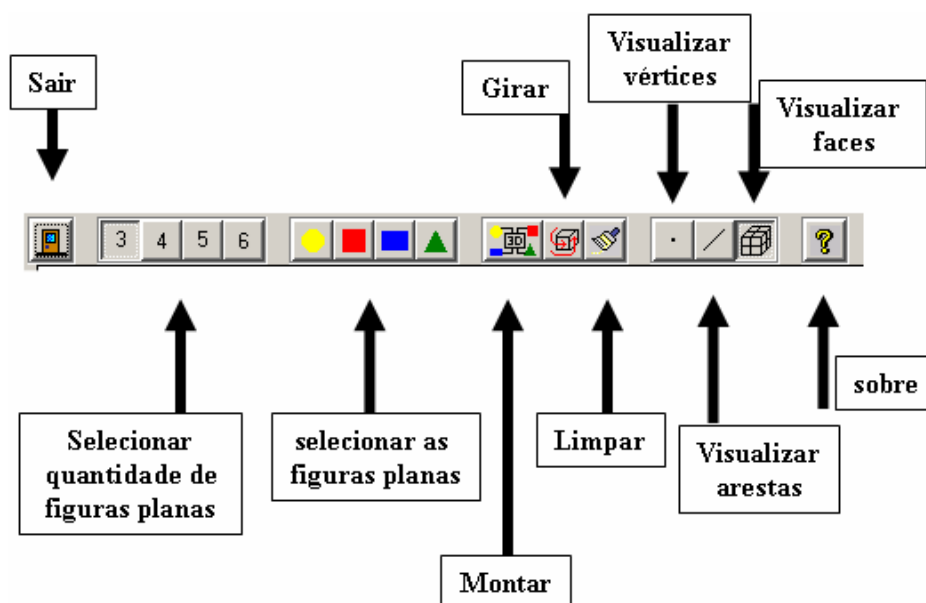 Sair
Girar
Visualizar
vértices
Visualizar
faces
3 4 5 6
3D
?
Selecionar
quantidade de
figuras planas
selecionar as
figuras planas
Montar
Limpar
Visualizar
arestas
sobre